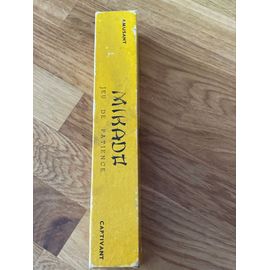 AMUSANT
MIKADO
JEU DE PATIENCE
CAPTIVANT